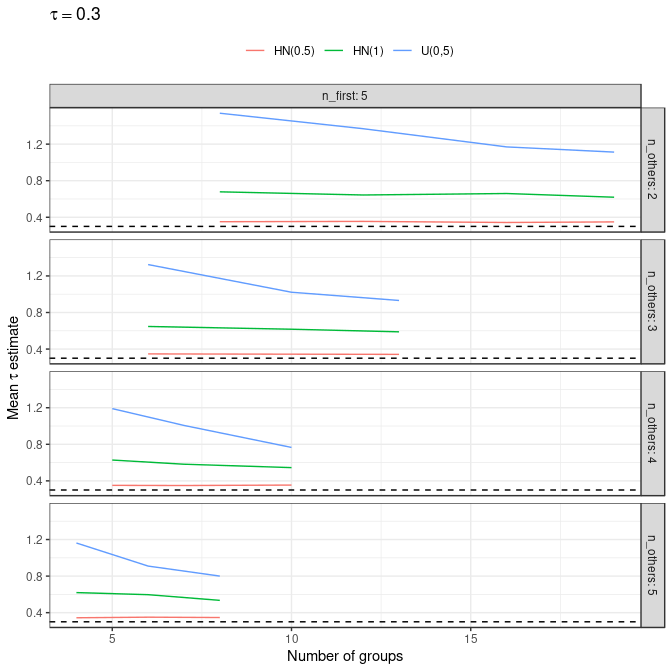 τ = 0.3
HN(0.5) HN(1) U(0,5)
n_first: 5
n_others: 2
1.2
0.8
0.4
n_others: 3
1.2
0.8
0.4
n_others: 4
1.2
0.8
0.4
n_others: 5
1.2
0.8
0.4
Mean τ estimate
5 10 15
Number of groups